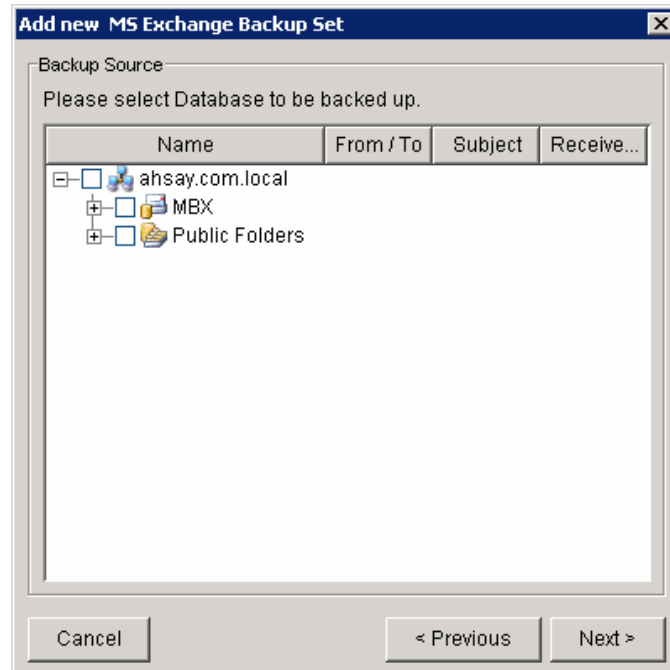 Add new MS Exchange Backup Set
Backup Source
Please select Database to be backed up.
Name From / To Subject Receive...
ahsay.com.local
MBX
Public Folders
Cancel < Previous Next >